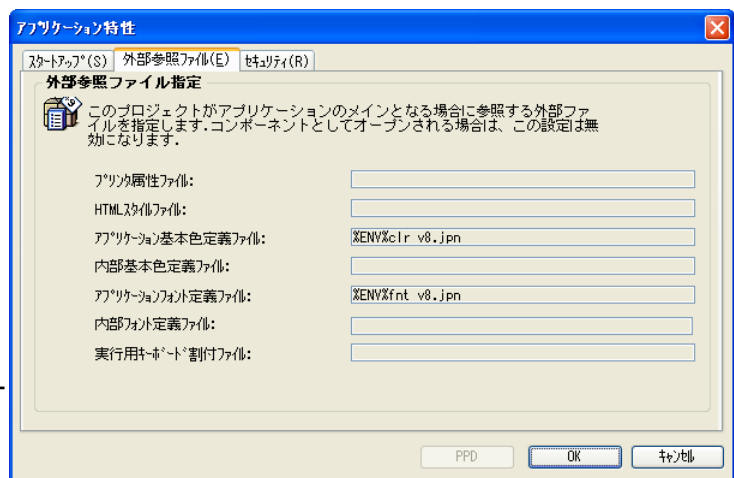 アプリケーション特性
スタートアップ(S) 外部参照ファイル(E) セキュリティ(R)
外部参照ファイル指定
このプロジェクトがアプリケーションのメインとなる場合に参照する外部ファ
イルを指定します.コンポーネントとしてオープンされる場合は、この設定は無
効になります.
プリンタ属性ファイル:
HTMLスタイルファイル:
アプリケーション基本色定義ファイル: %ENV%clr v8.jpn
内部基本色定義ファイル:
アプリケーションフォント定義ファイル: %ENV%fnt v8.jpn
内部フォント定義ファイル:
実行用キーボード割付ファイル:
PPD OK キャンセル